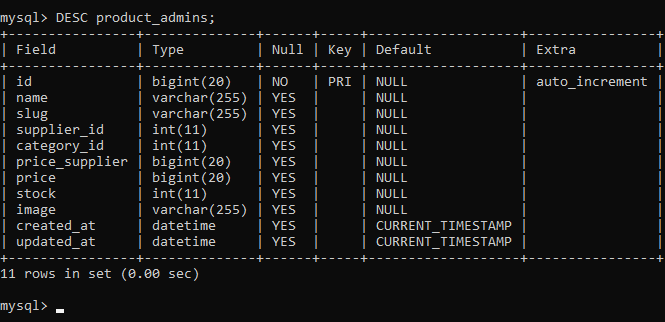 mysql> DESC product_admins;
+----------------+--------------+------+-----+-------------------+----------------+
| Field          | Type         | Null | Key | Default           | Extra          |
+----------------+--------------+------+-----+-------------------+----------------+
| id             | bigint(20)   | NO   | PRI | NULL              | auto_increment |
| name           | varchar(255) | YES  |     | NULL              |                |
| slug           | varchar(255) | YES  |     | NULL              |                |
| supplier_id    | int(11)      | YES  |     | NULL              |                |
| category_id    | int(11)      | YES  |     | NULL              |                |
| price_supplier | bigint(20)   | YES  |     | NULL              |                |
| price          | bigint(20)   | YES  |     | NULL              |                |
| stock          | int(11)      | YES  |     | NULL              |                |
| image          | varchar(255) | YES  |     | NULL              |                |
| created_at     | datetime     | YES  |     | CURRENT_TIMESTAMP |                |
| updated_at     | datetime     | YES  |     | CURRENT_TIMESTAMP |                |
+----------------+--------------+------+-----+-------------------+----------------+
11 rows in set (0.00 sec)
mysql> _